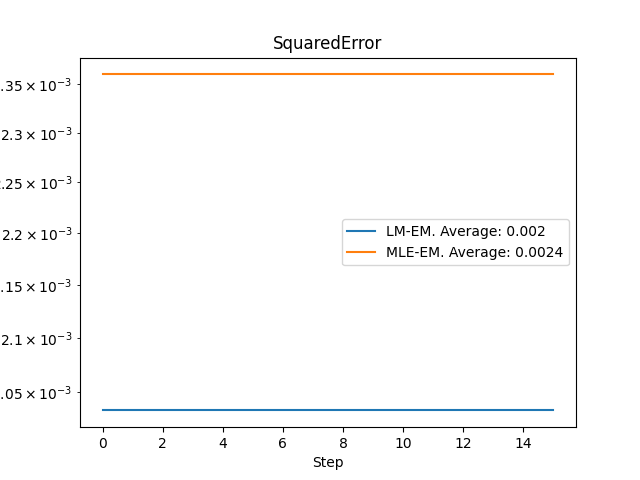 SquaredError
.35 × 10⁻³
2.3 × 10⁻³
.25 × 10⁻³
2.2 × 10⁻³
.15 × 10⁻³
2.1 × 10⁻³
.05 × 10⁻³
LM-EM. Average: 0.002
MLE-EM. Average: 0.0024
0 2 4 6 8 10 12 14
Step